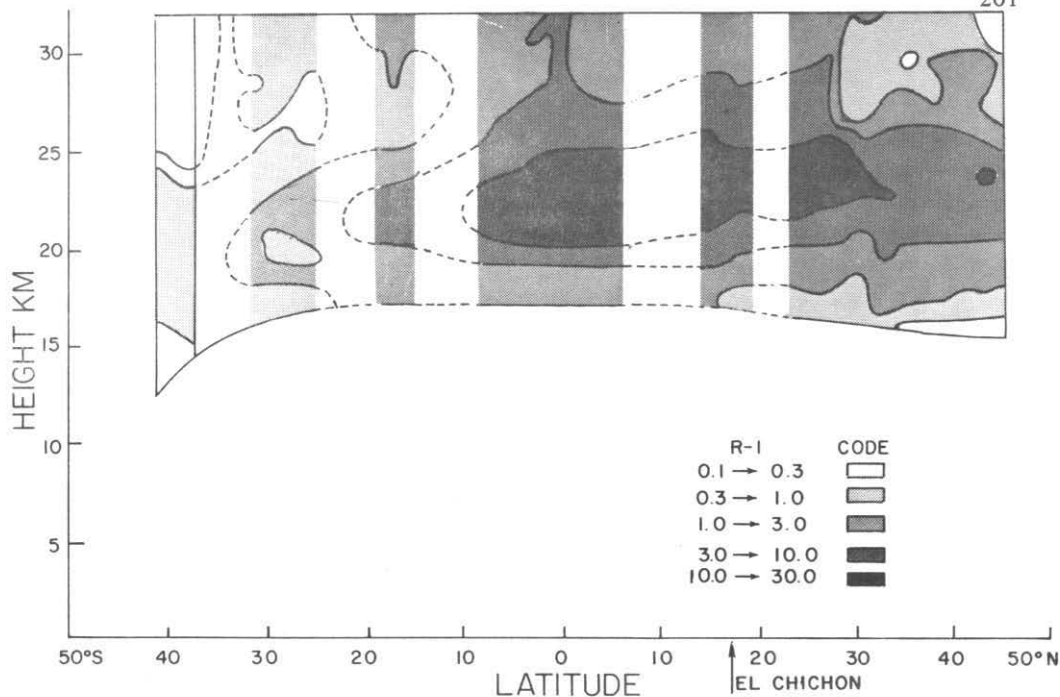 201
HEIGHT KM
30
25
20
15
10
5
R-1 CODE
0.1 → 0.3
0.3 → 1.0
1.0 → 3.0
3.0 → 10.0
10.0 → 30.0
50°S 40 30 20 10 0 10 20 30 40 50°N
LATITUDE
EL CHICHON